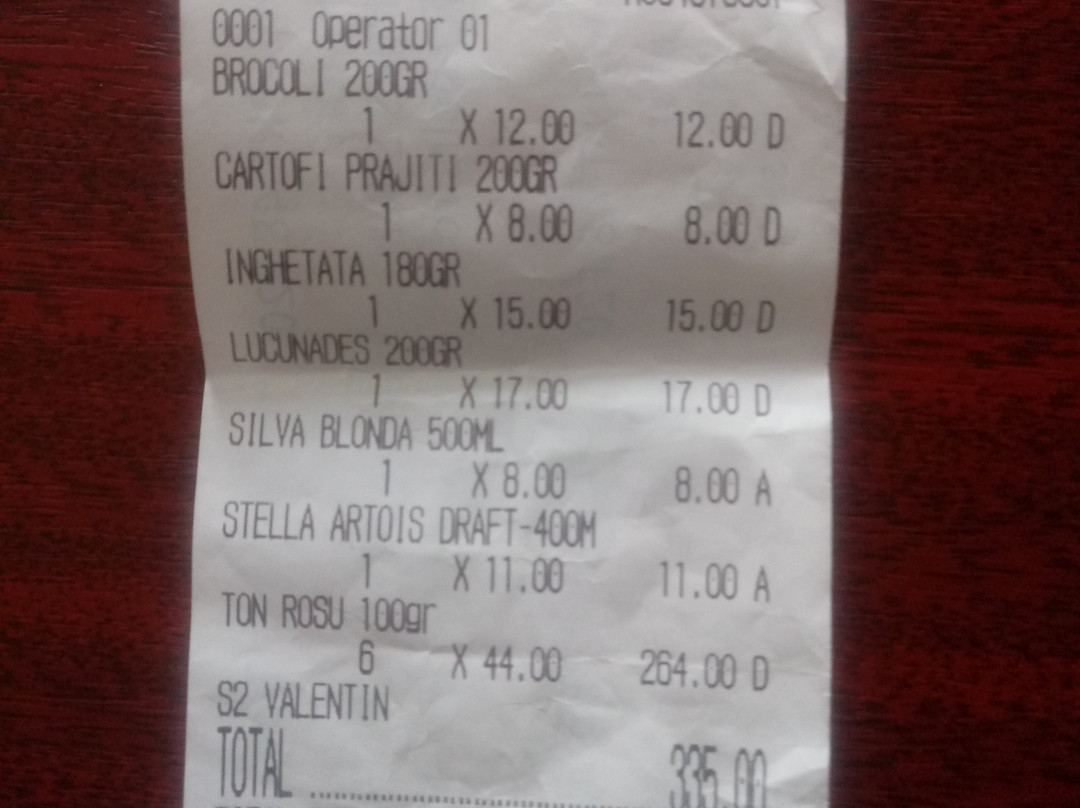 0001 Operator 01
BROCOLI 200GR
1 X 12.00 12.00 D
CARTOFI PRAJITI 200GR
1 X 8.00 8.00 D
INGHETATA 180GR
1 X 15.00 15.00 D
LUCUNADES 200GR
1 X 17.00 17.00 D
SILVA BLONDA 500ML
1 X 8.00 8.00 A
STELLA ARTOIS DRAFT-400M
1 X 11.00 11.00 A
TON ROSU 100gr
6 X 44.00 264.00 D
S2 VALENTIN
TOTAL 335.00